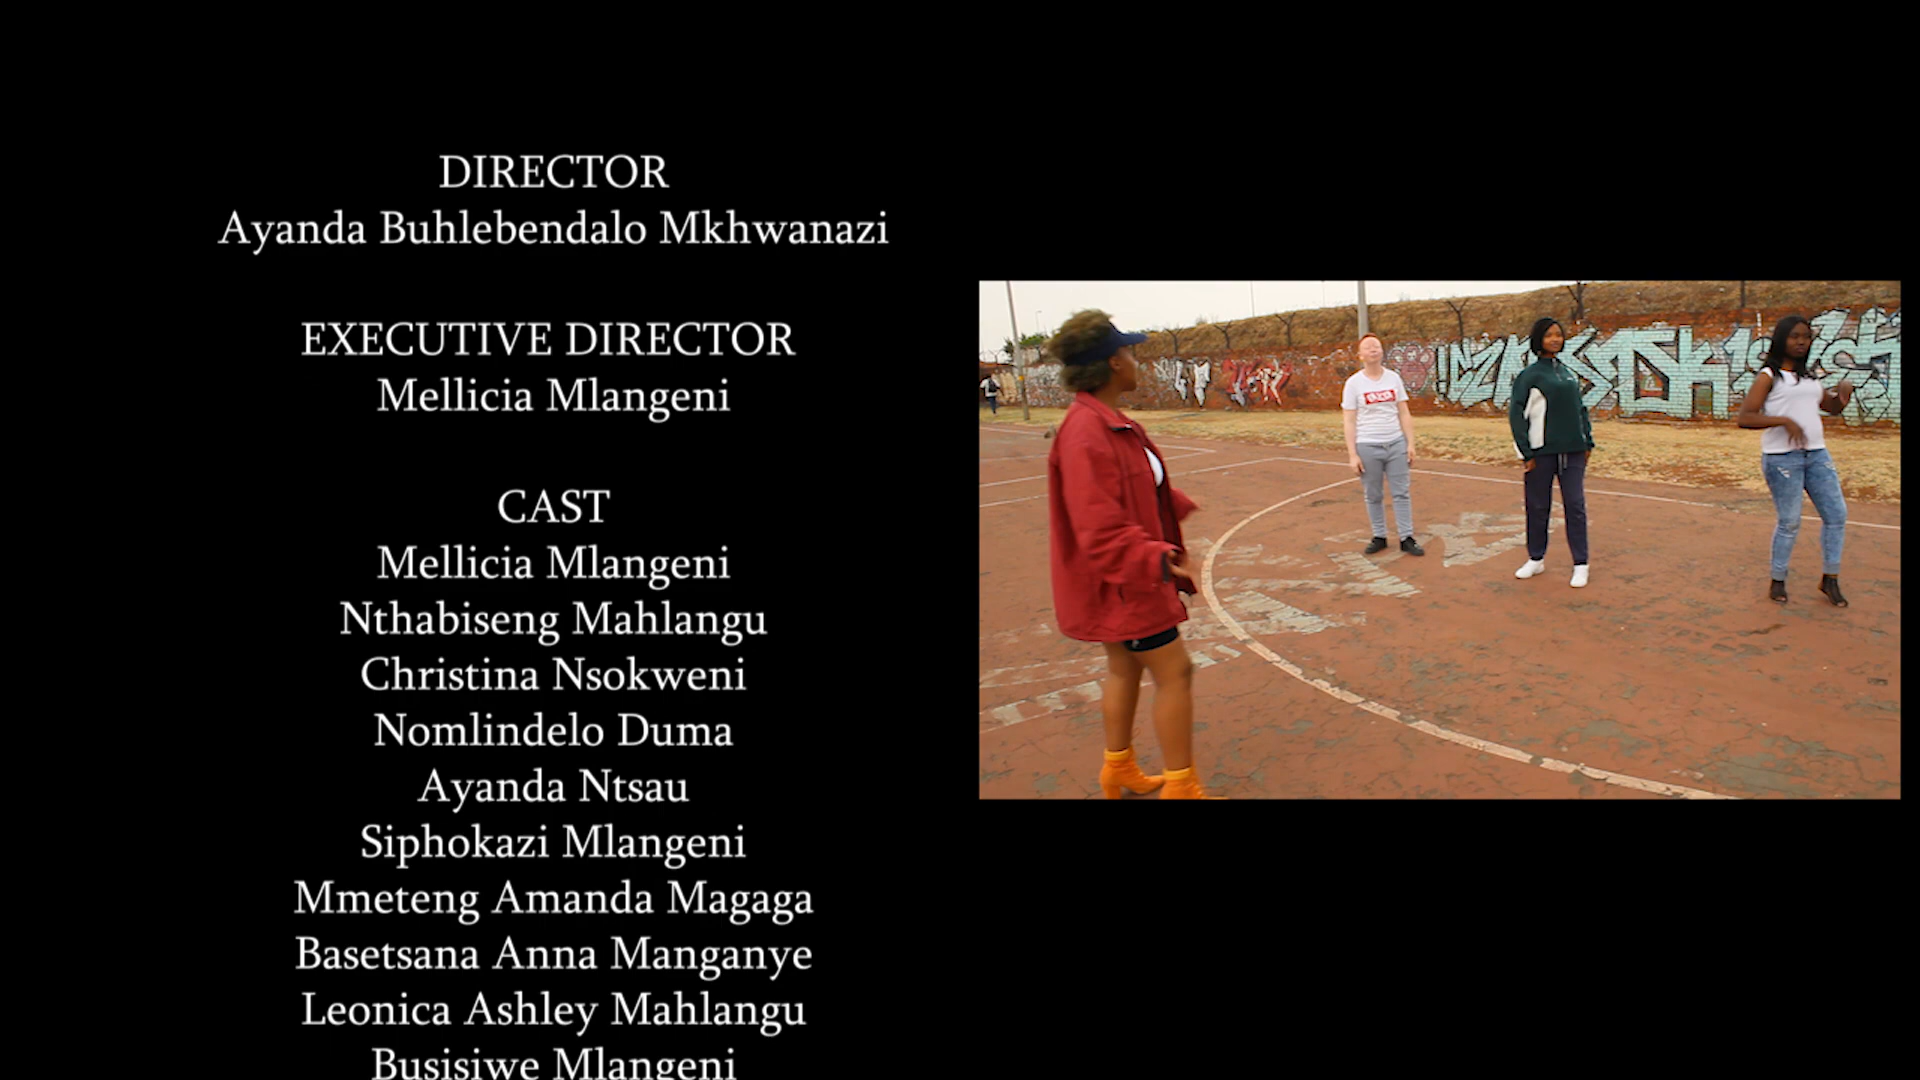 DIRECTOR
Ayanda Buhlebendalo Mkhwanazi
EXECUTIVE DIRECTOR
Mellicia Mlangeni
CAST
Mellicia Mlangeni
Nthabiseng Mahlangu
Christina Nsokweni
Nomlindelo Duma
Ayanda Ntsau
Siphokazi Mlangeni
Mmeteng Amanda Magaga
Basetsana Anna Manganye
Leonica Ashley Mahlangu
Busisiwe Mlangeni